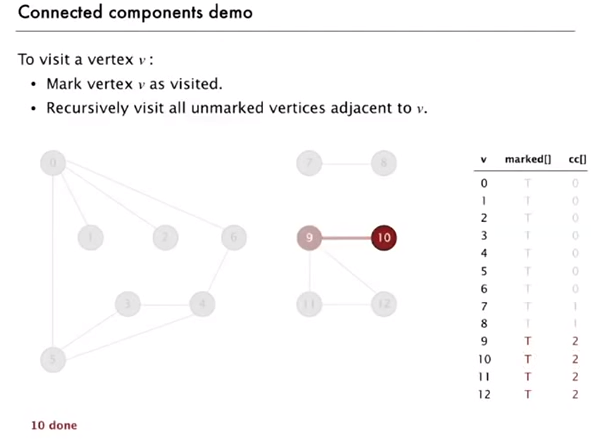 Connected components demo
To visit a vertex v :
• Mark vertex v as visited.
• Recursively visit all unmarked vertices adjacent to v.
0 7 8
1 2 6 9 10
3 4 11 12
5
v marked[] cc[]
0 T 0
1 T 0
2 T 0
3 T 0
4 T 0
5 T 0
6 T 0
7 T 1
8 T 1
9 T 2
10 T 2
11 T 2
12 T 2
10 done